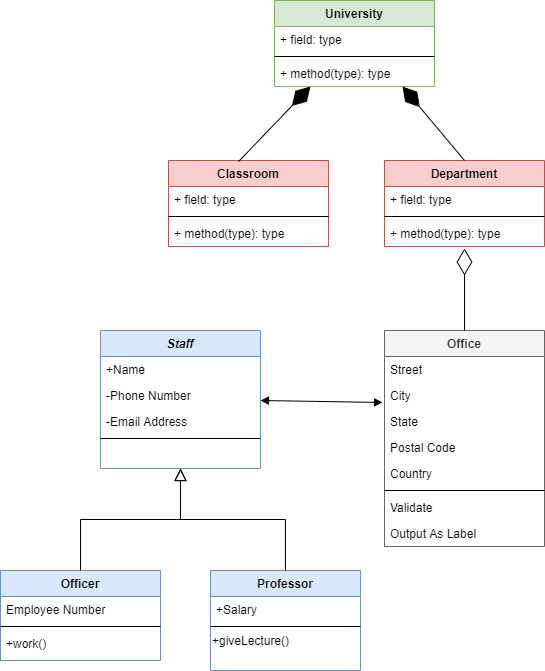 University
+ field: type
+ method(type): type
Classroom
+ field: type
+ method(type): type
Department
+ field: type
+ method(type): type
Staff
+Name
-Phone Number
-Email Address
Office
Street
City
State
Postal Code
Country
Validate
Output As Label
Officer
Employee Number
+work()
Professor
+Salary
+giveLecture()